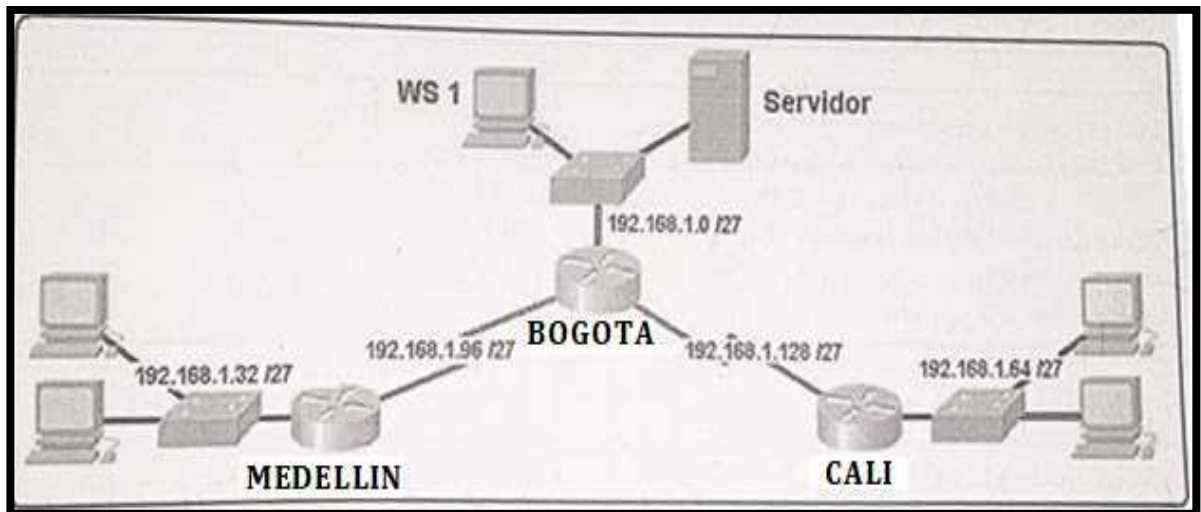 WS 1
Servidor
192.168.1.0 /27
BOGOTA
192.168.1.96 /27
192.168.1.128 /27
192.168.1.32 /27
192.168.1.64 /27
MEDELLIN
CALI